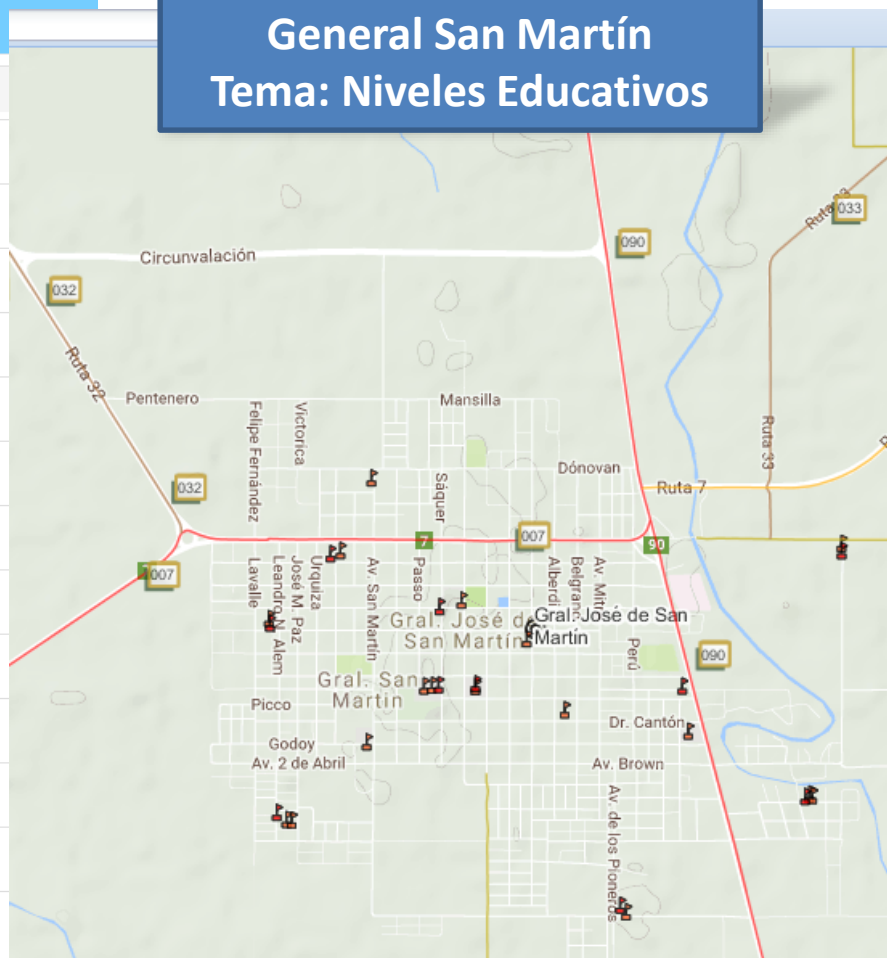 General San Martín
Tema: Niveles Educativos
Ruta 33
033
090
Circunvalación
032
Ruta 32
Pentenero
Mansilla
Felipe Fernández
Victorica
Sáquer
Dónovan
Ruta 33
032
Ruta 7
7
007
90
007
Lavalle
Leandro N. Alem
José M. Paz
Urquiza
Av. San Martín
Passo
Alberdi
Belgrano
Av. Mitre
Gral. José de San Martín
Gral. José de San
Martín
Perú
090
Gral. San
Martin
Picco
Dr. Cantón
Godoy
Av. 2 de Abril
Av. Brown
Av. de los Pioneros